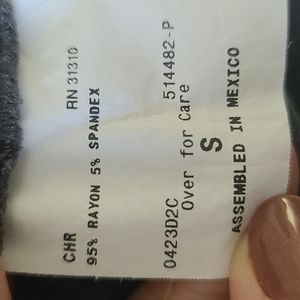 CHR RN 31310
95% RAYON 5% SPANDEX
0423D2C 514482-P
Over for Care
S
ASSEMBLED IN MEXICO